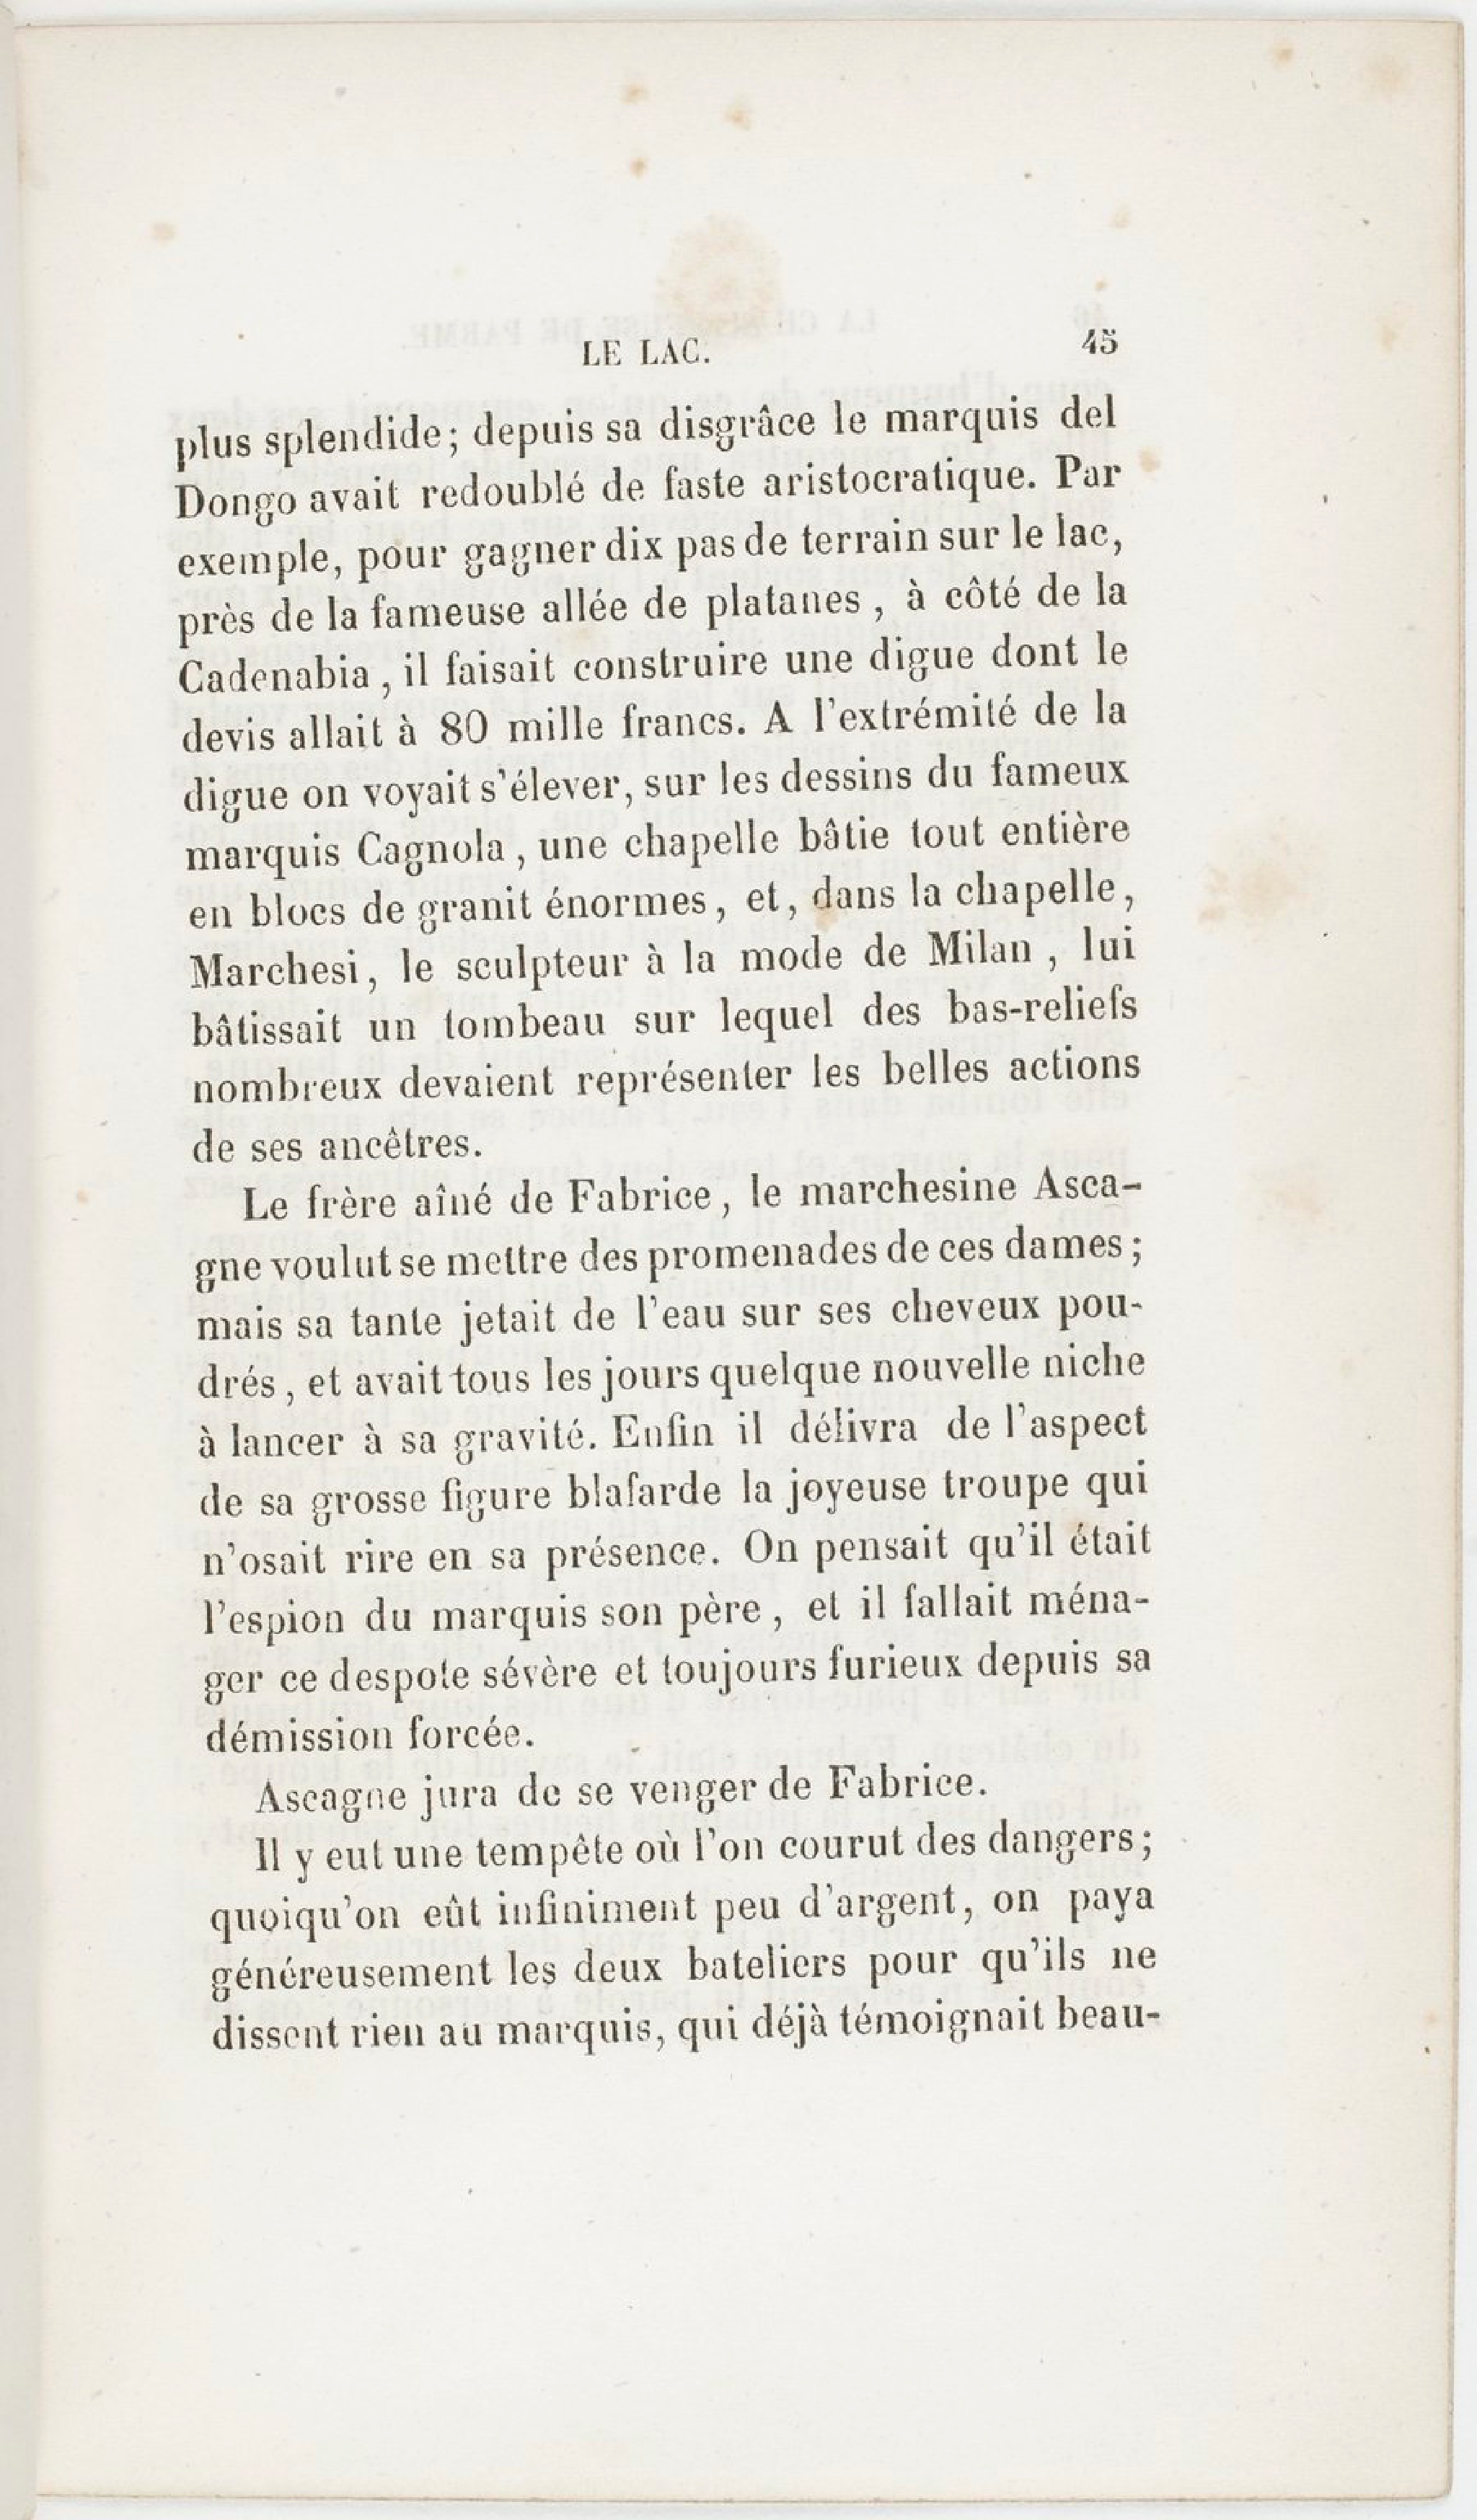 LE LAC. 45
plus splendide; depuis sa disgrâce le marquis del
Dongo avait redoublé de faste aristocratique. Par
exemple, pour gagner dix pas de terrain sur le lac,
près de la fameuse allée de platanes, à côté de la
Cadenabia, il faisait construire une digue dont le
devis allait à 80 mille francs. A l'extrémité de la
digue on voyait s'élever, sur les dessins du fameux
marquis Cagnola, une chapelle bâtie tout entière
en blocs de granit énormes, et, dans la chapelle,
Marchesi, le sculpteur à la mode de Milan, lui
bâtissait un tombeau sur lequel des bas-reliefs
nombreux devaient représenter les belles actions
de ses ancêtres.
Le frère aîné de Fabrice, le marchesine Asca-
gne voulut se mettre des promenades de ces dames;
mais sa tante jetait de l'eau sur ses cheveux pou-
drés, et avait tous les jours quelque nouvelle niche
à lancer à sa gravité. Enfin il délivra de l'aspect
de sa grosse figure blafarde la joyeuse troupe qui
n'osait rire en sa présence. On pensait qu'il était
l'espion du marquis son père, et il fallait ména-
ger ce despote sévère et toujours furieux depuis sa
démission forcée.
Ascagne jura de se venger de Fabrice.
Il y eut une tempête où l'on courut des dangers;
quoiqu'on eût infiniment peu d'argent, on paya
généreusement les deux bateliers pour qu'ils ne
dissent rien au marquis, qui déjà témoignait beau-